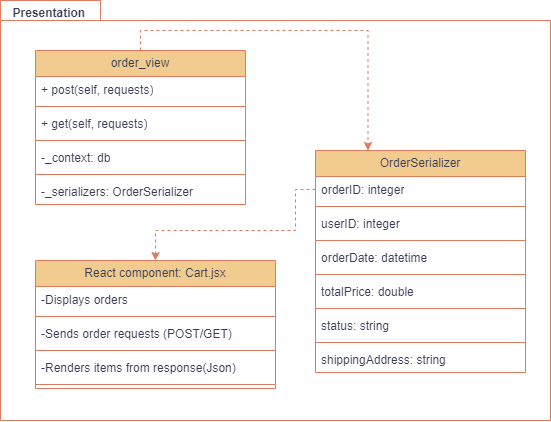 Presentation
order_view
+ post(self, requests)
+ get(self, requests)
-_context: db
-_serializers: OrderSerializer
OrderSerializer
orderID: integer
userID: integer
orderDate: datetime
totalPrice: double
status: string
shippingAddress: string
React component: Cart.jsx
-Displays orders
-Sends order requests (POST/GET)
-Renders items from response(Json)